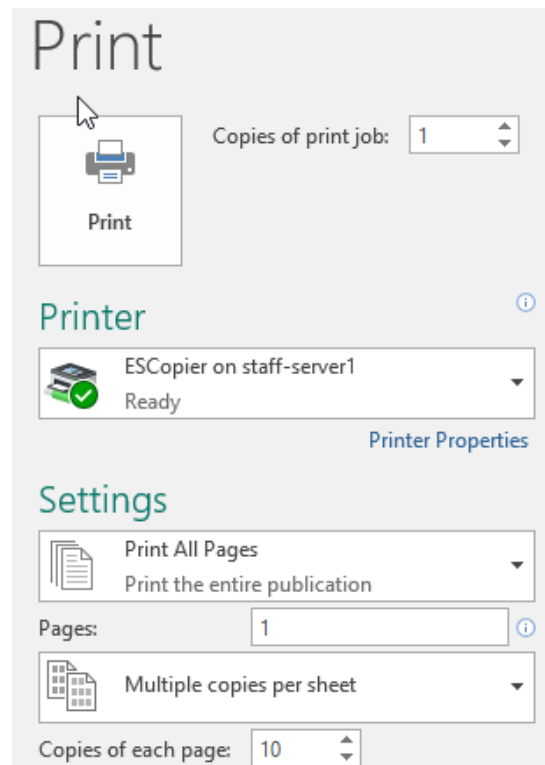 Print
Copies of print job: 1
Print
Printer
ESCopier on staff-server1
Ready
Printer Properties
Settings
Print All Pages
Print the entire publication
Pages: 1
Multiple copies per sheet
Copies of each page: 10